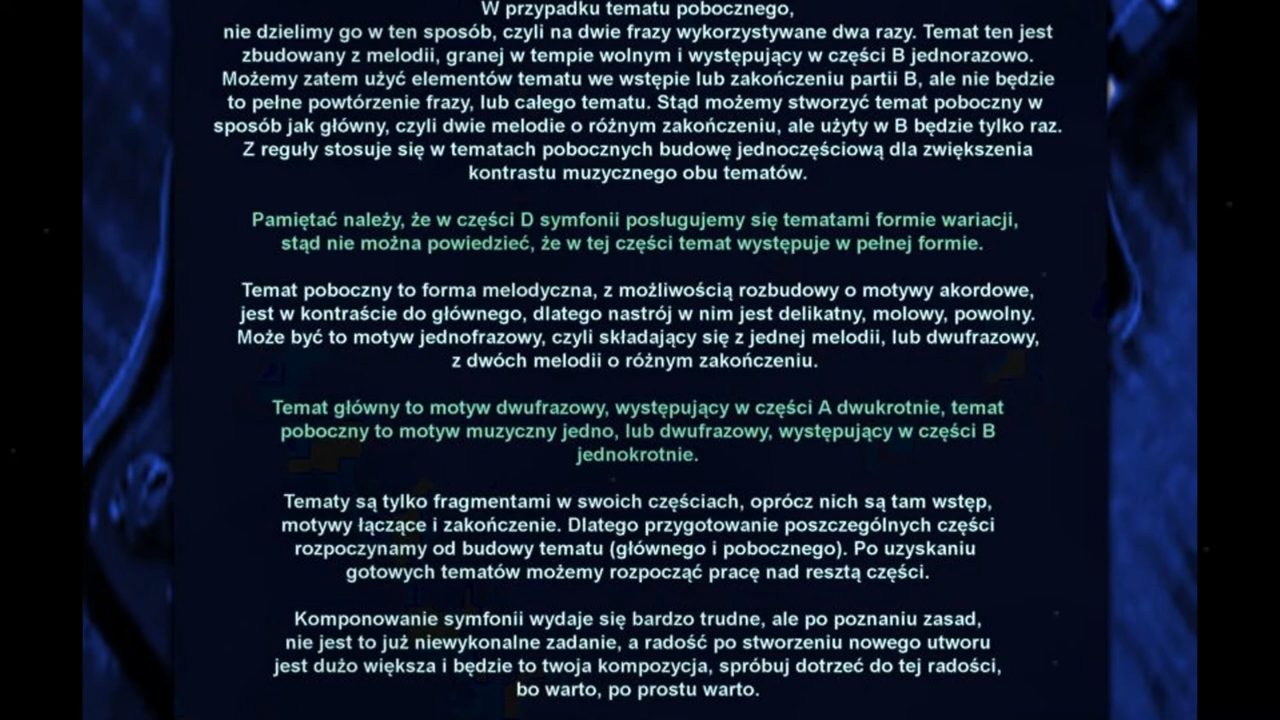 W przypadku tematu pobocznego,
nie dzielimy go w ten sposób, czyli na dwie frazy wykorzystywane dwa razy. Temat ten jest
zbudowany z melodii, granej w tempie wolnym i występujący w części B jednorazowo.
Możemy zatem użyć elementów tematu we wstępie lub zakończeniu partii B, ale nie będzie
to pełne powtórzenie frazy, lub całego tematu. Stąd możemy stworzyć temat poboczny w
sposób jak główny, czyli dwie melodie o różnym zakończeniu, ale użyty w B będzie tylko raz.
Z reguły stosuje się w tematach pobocznych budowę jednoczęściową dla zwiększenia
kontrastu muzycznego obu tematów.
Pamiętać należy, że w części D symfonii posługujemy się tematami formie wariacji,
stąd nie można powiedzieć, że w tej części temat występuje w pełnej formie.
Temat poboczny to forma melodyczna, z możliwością rozbudowy o motywy akordowe,
jest w kontraście do głównego, dlatego nastrój w nim jest delikatny, molowy, powolny.
Może być to motyw jednofrazowy, czyli składający się z jednej melodii, lub dwufrazowy,
z dwóch melodii o różnym zakończeniu.
Temat główny to motyw dwufrazowy, występujący w części A dwukrotnie, temat
poboczny to motyw muzyczny jedno, lub dwufrazowy, występujący w części B
jednokrotnie.
Tematy są tylko fragmentami w swoich częściach, oprócz nich są tam wstęp,
motywy łączące i zakończenie. Dlatego przygotowanie poszczególnych części
rozpoczynamy od budowy tematu (głównego i pobocznego). Po uzyskaniu
gotowych tematów możemy rozpocząć pracę nad resztą części.
Komponowanie symfonii wydaje się bardzo trudne, ale po poznaniu zasad,
nie jest to już niewykonalne zadanie, a radość po stworzeniu nowego utworu
jest dużo większa i będzie to twoja kompozycja, spróbuj dotrzeć do tej radości,
bo warto, po prostu warto.